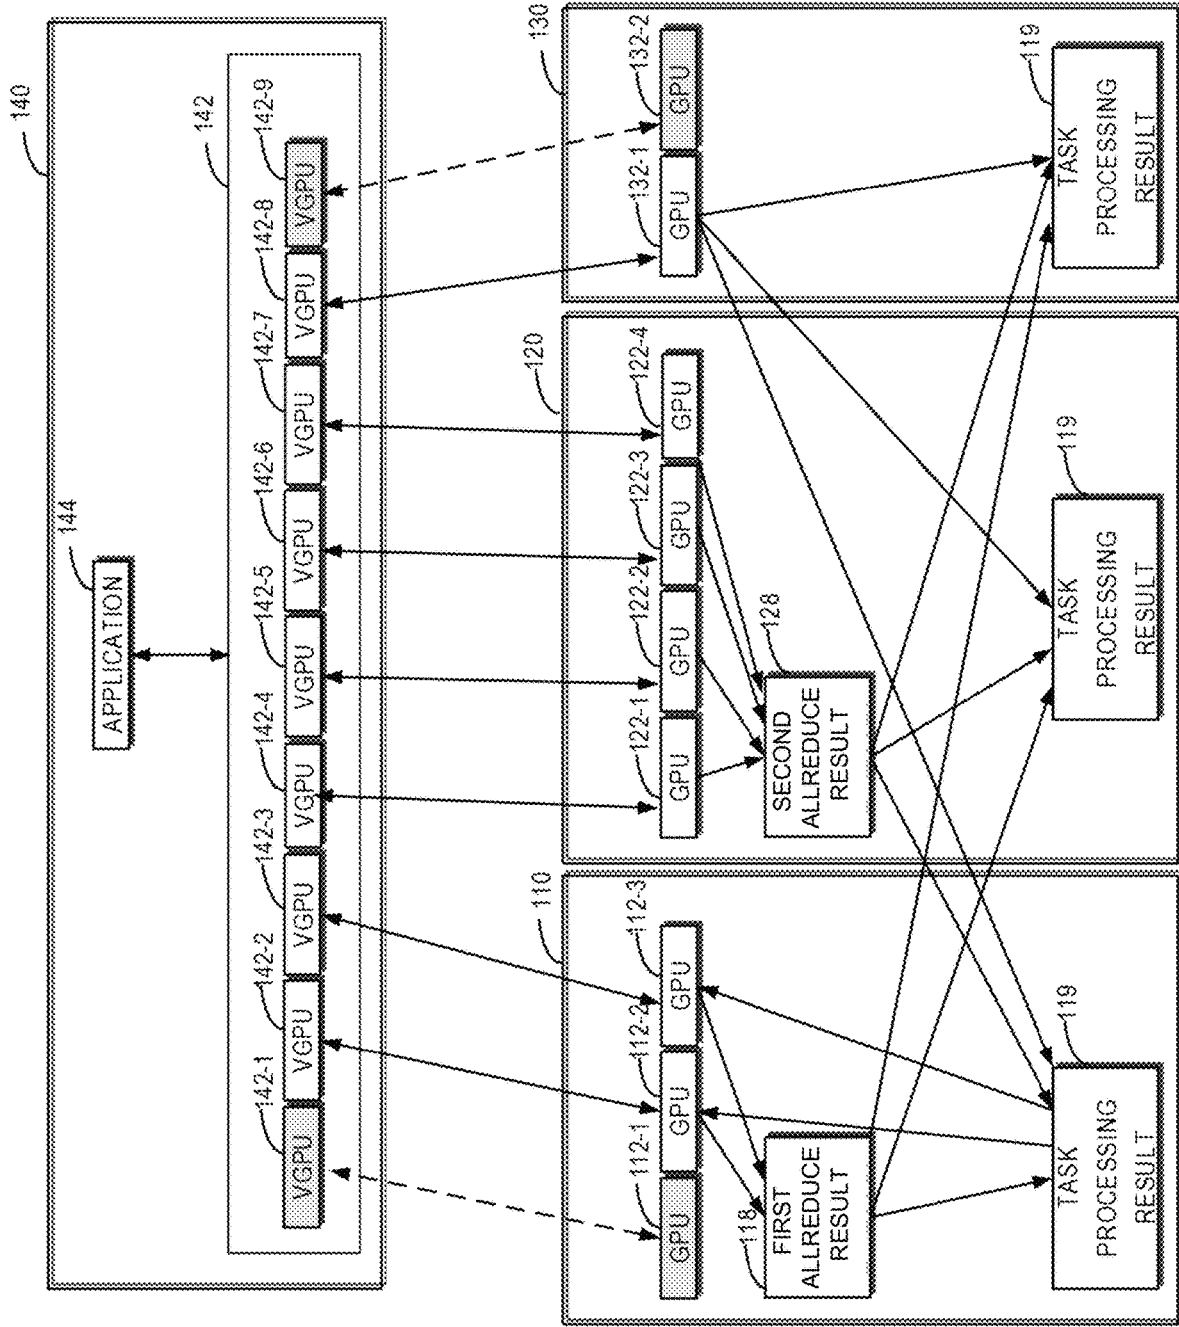 140
APPLICATION
144
142
VGPU
142-1
VGPU
142-2
VGPU
142-3
VGPU
142-4
VGPU
142-5
VGPU
142-6
VGPU
142-7
VGPU
142-8
VGPU
142-9
110
GPU
112-1
GPU
112-2
GPU
112-3
118
FIRST
ALLREDUCE
RESULT
TASK
PROCESSING
RESULT
119
120
GPU
122-1
GPU
122-2
GPU
122-3
GPU
122-4
SECOND
ALLREDUCE
RESULT
128
TASK
PROCESSING
RESULT
119
130
GPU
132-1
GPU
132-2
TASK
PROCESSING
RESULT
119